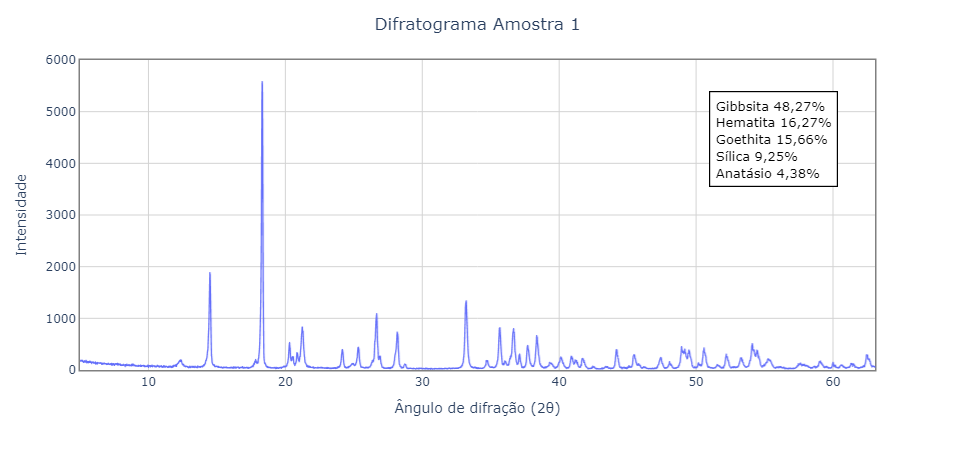 Difratograma Amostra 1
6000
5000
4000
3000
2000
1000
0
Intensidade
Gibbsita 48,27%
Hematita 16,27%
Goethita 15,66%
Sílica 9,25%
Anatásio 4,38%
10 20 30 40 50 60
Ângulo de difração (2θ)